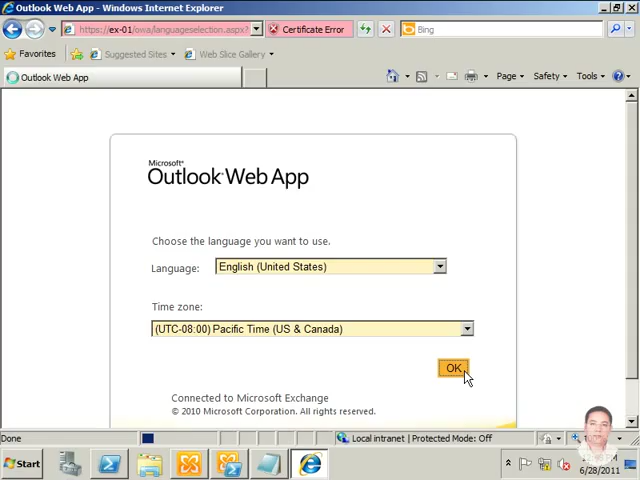 Outlook Web App - Windows Internet Explorer
https://ex-01/owa/languageselection.aspx?
Certificate Error
Bing
Favorites
Suggested Sites
Web Slice Gallery
Outlook Web App
Page
Safety
Tools
Microsoft®
Outlook Web App
Choose the language you want to use.
Language:
English (United States)
Time zone:
(UTC-08:00) Pacific Time (US & Canada)
OK
Connected to Microsoft Exchange
© 2010 Microsoft Corporation. All rights reserved.
Done
Local intranet | Protected Mode: Off
Start
6/28/2011